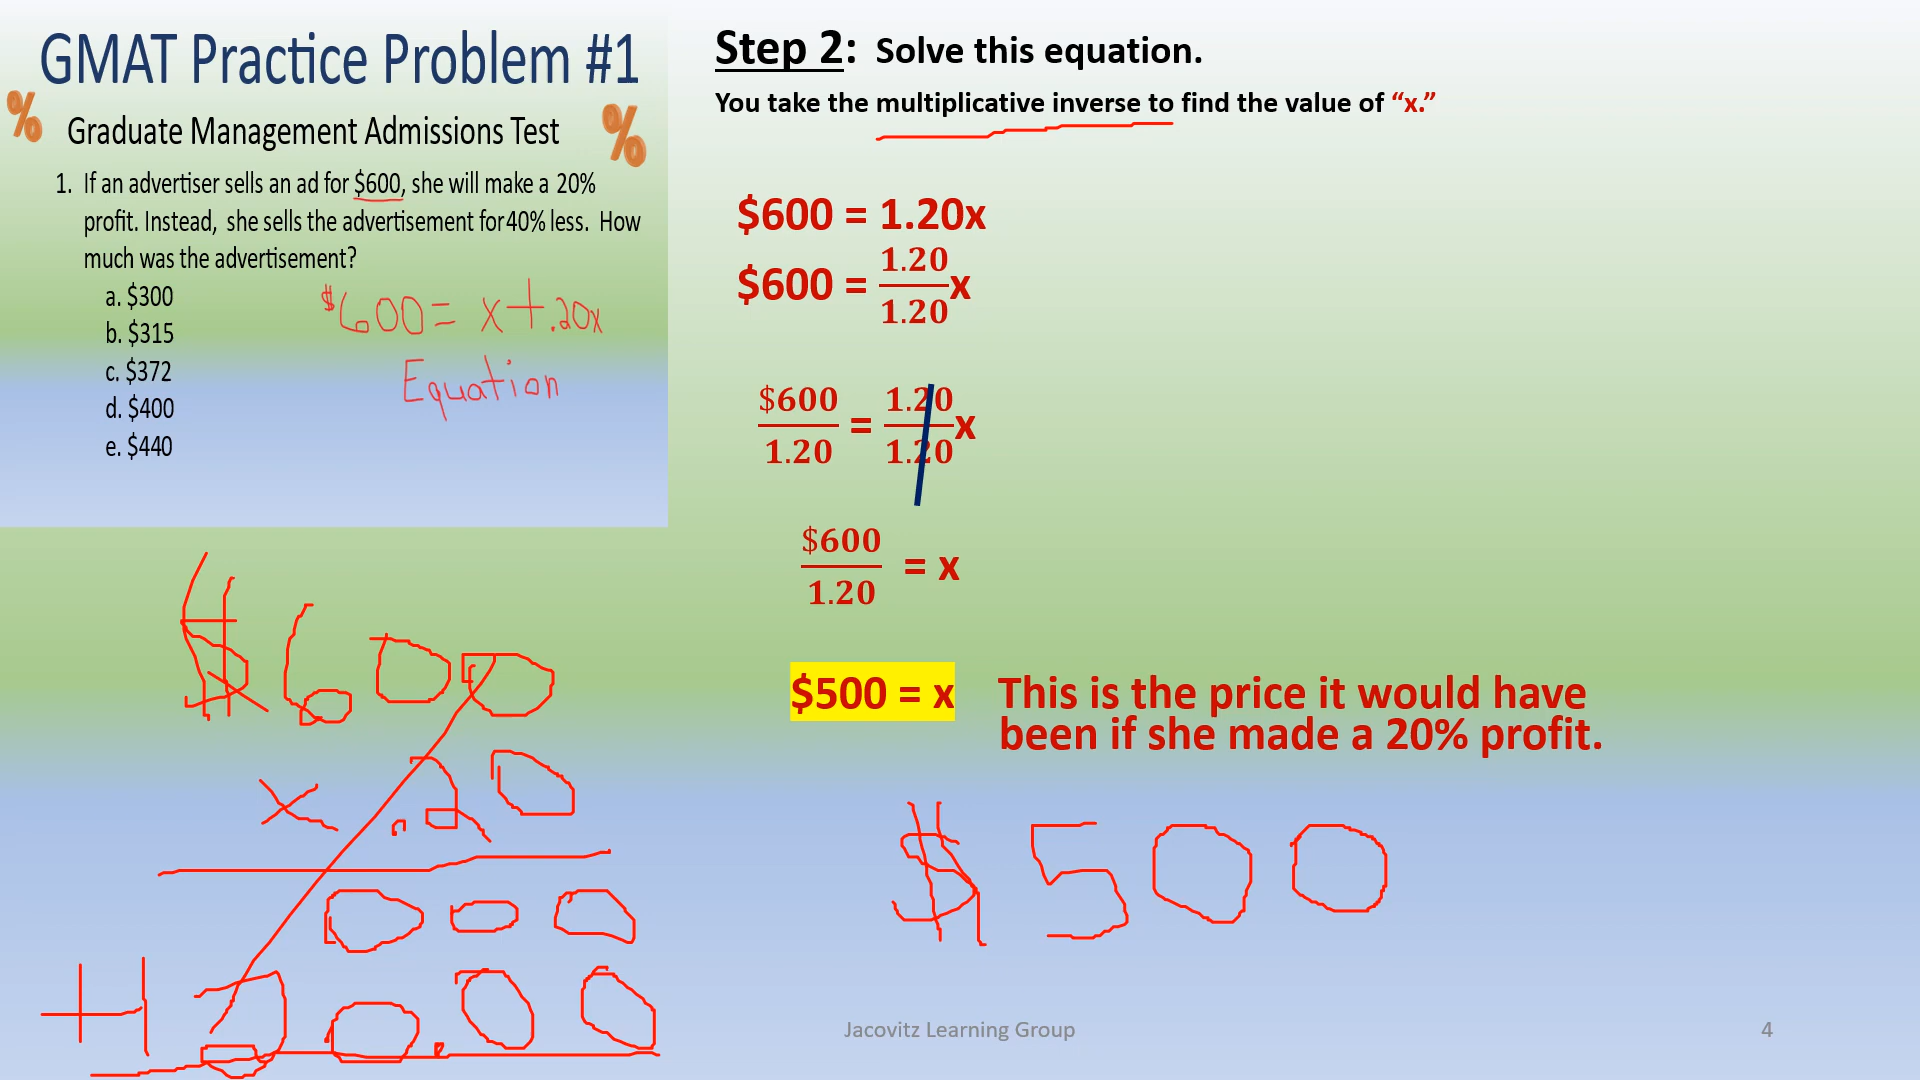 GMAT Practice Problem #1
%
Graduate Management Admissions Test
%
1. If an advertiser sells an ad for $600, she will make a 20%
profit. Instead, she sells the advertisement for 40% less. How
much was the advertisement?
a. $300
b. $315
c. $372
d. $400
e. $440
$600 = x + .20x
Equation
Step 2: Solve this equation.
You take the multiplicative inverse to find the value of “x.”
$600 = 1.20x
$600 = 1.20/1.20 x
$600/1.20 = 1.20/1.20 x
$600/1.20 = x
$500 = x
This is the price it would have
been if she made a 20% profit.
$600
x .20
000
$500
Jacovitz Learning Group
4